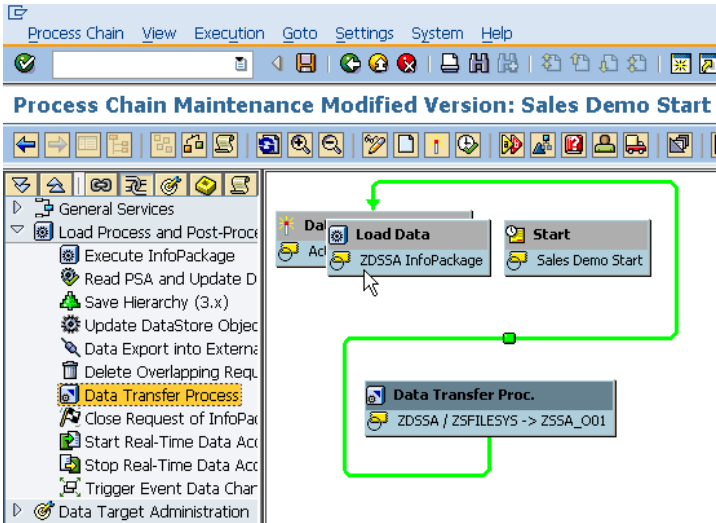 Process Chain View Execution Goto Settings System Help
Process Chain Maintenance Modified Version: Sales Demo Start
General Services
Load Process and Post-Proce
Execute InfoPackage
Read PSA and Update D
Save Hierarchy (3.x)
Update DataStore Objec
Data Export into Externa
Delete Overlapping Requ
Data Transfer Process
Close Request of InfoPac
Start Real-Time Data Acc
Stop Real-Time Data Acc
Trigger Event Data Chan
Data Target Administration
Da
Ac
Load Data
ZDSSA InfoPackage
Start
Sales Demo Start
Data Transfer Proc.
ZDSSA / ZSFILESYS -> ZSSA_O01